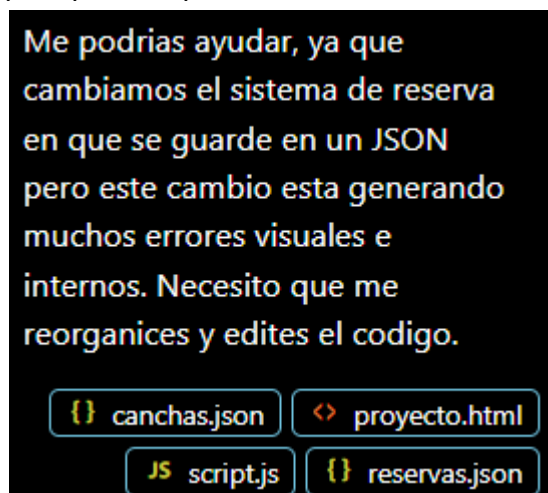 Me podrias ayudar, ya que
cambiamos el sistema de reserva
en que se guarde en un JSON
pero este cambio esta generando
muchos errores visuales e
internos. Necesito que me
reorganices y edites el codigo.
{} canchas.json <> proyecto.html
JS script.js {} reservas.json